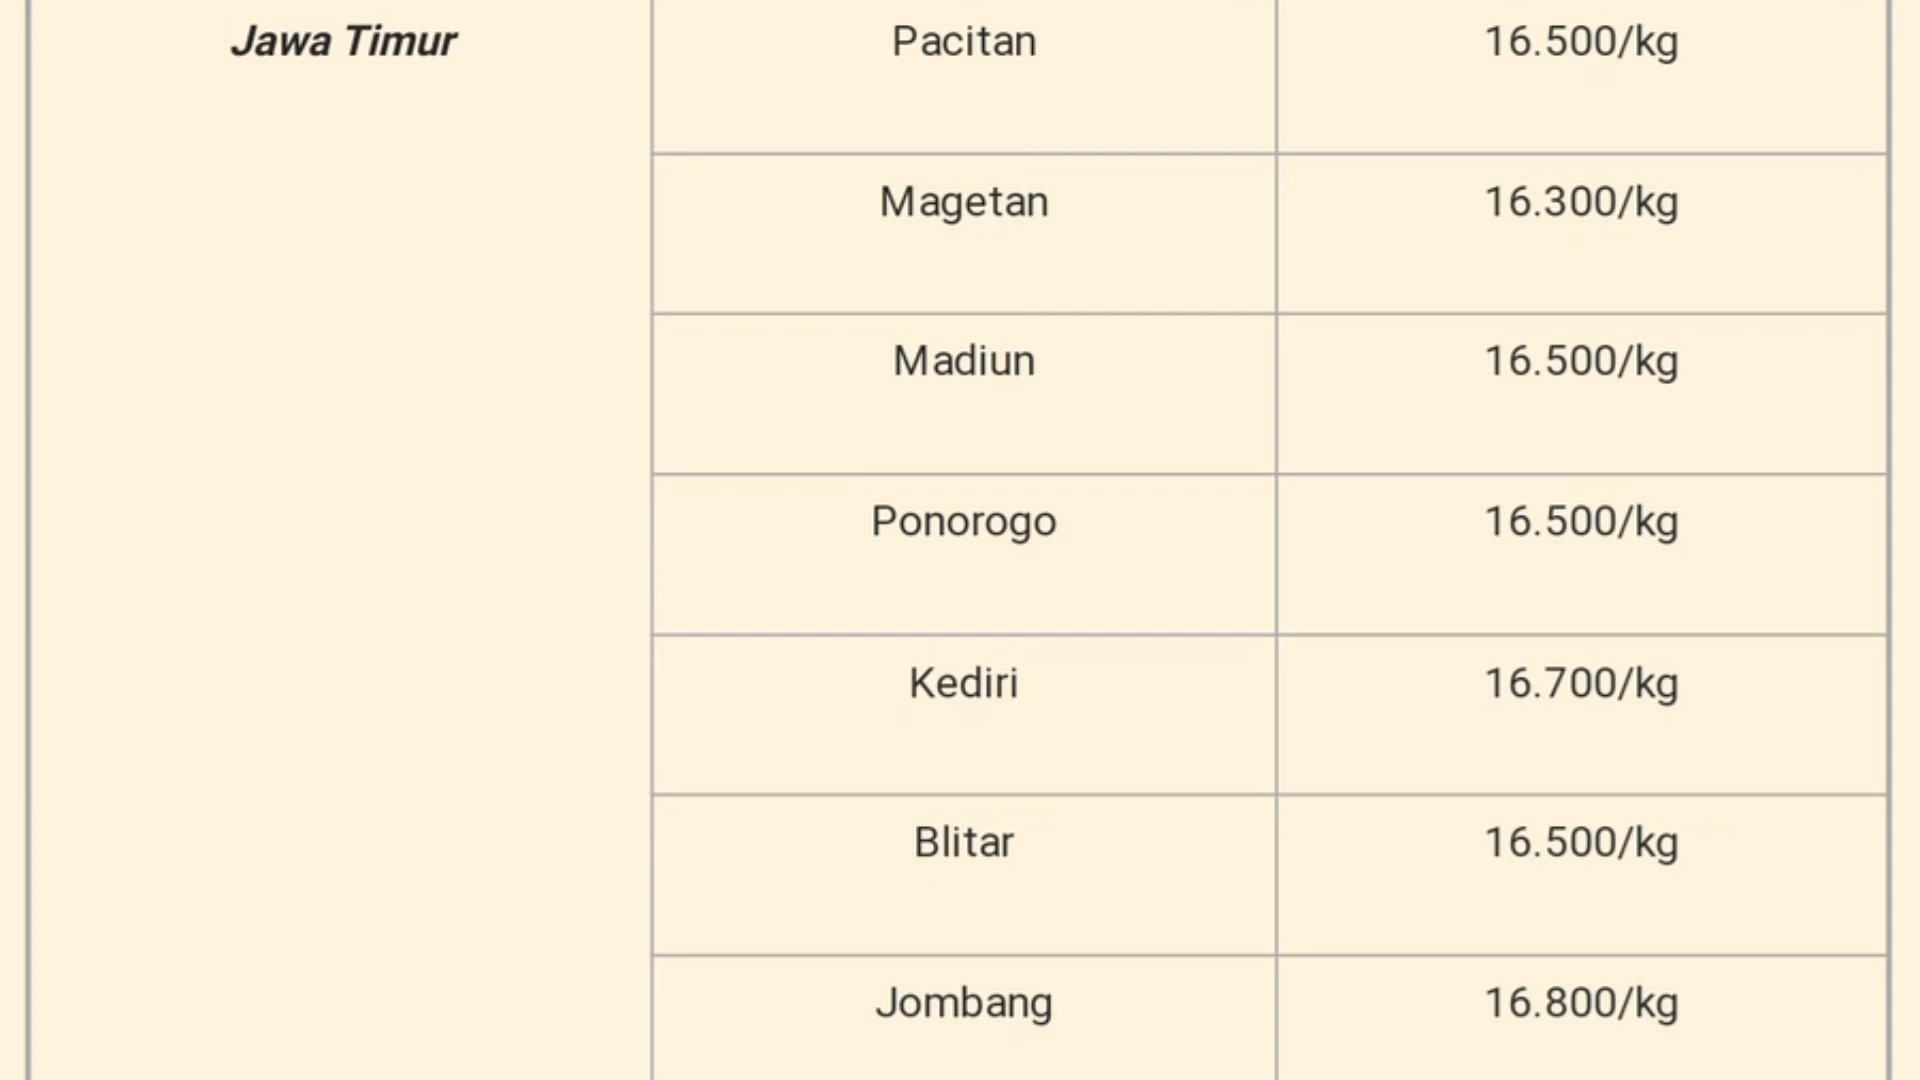 Jawa Timur Pacitan 16.500/kg
Magetan 16.300/kg
Madiun 16.500/kg
Ponorogo 16.500/kg
Kediri 16.700/kg
Blitar 16.500/kg
Jombang 16.800/kg